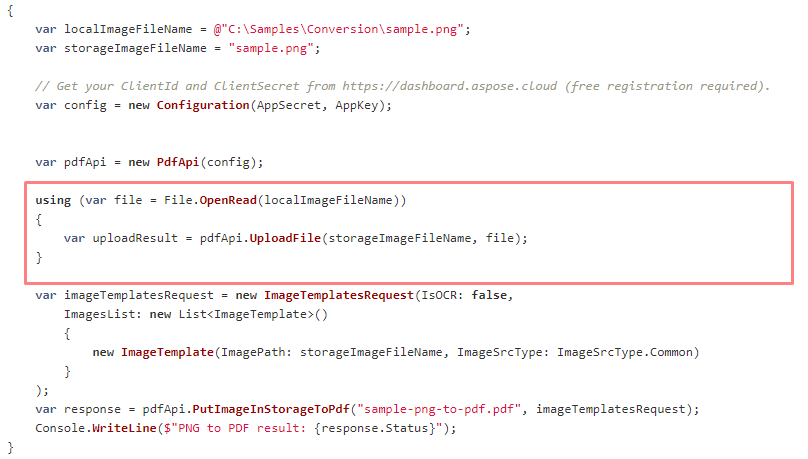 {
    var localImageFileName = @"C:\Samples\Conversion\sample.png";
    var storageImageFileName = "sample.png";
    // Get your ClientId and ClientSecret from https://dashboard.aspose.cloud (free registration required).
    var config = new Configuration(AppSecret, AppKey);
    var pdfApi = new PdfApi(config);
    using (var file = File.OpenRead(localImageFileName))
    {
        var uploadResult = pdfApi.UploadFile(storageImageFileName, file);
    }
    var imageTemplatesRequest = new ImageTemplatesRequest(IsOCR: false,
        ImagesList: new List<ImageTemplate>()
        {
            new ImageTemplate(ImagePath: storageImageFileName, ImageSrcType: ImageSrcType.Common)
        }
    );
    var response = pdfApi.PutImageInStorageToPdf("sample-png-to-pdf.pdf", imageTemplatesRequest);
    Console.WriteLine($"PNG to PDF result: {response.Status}");
}